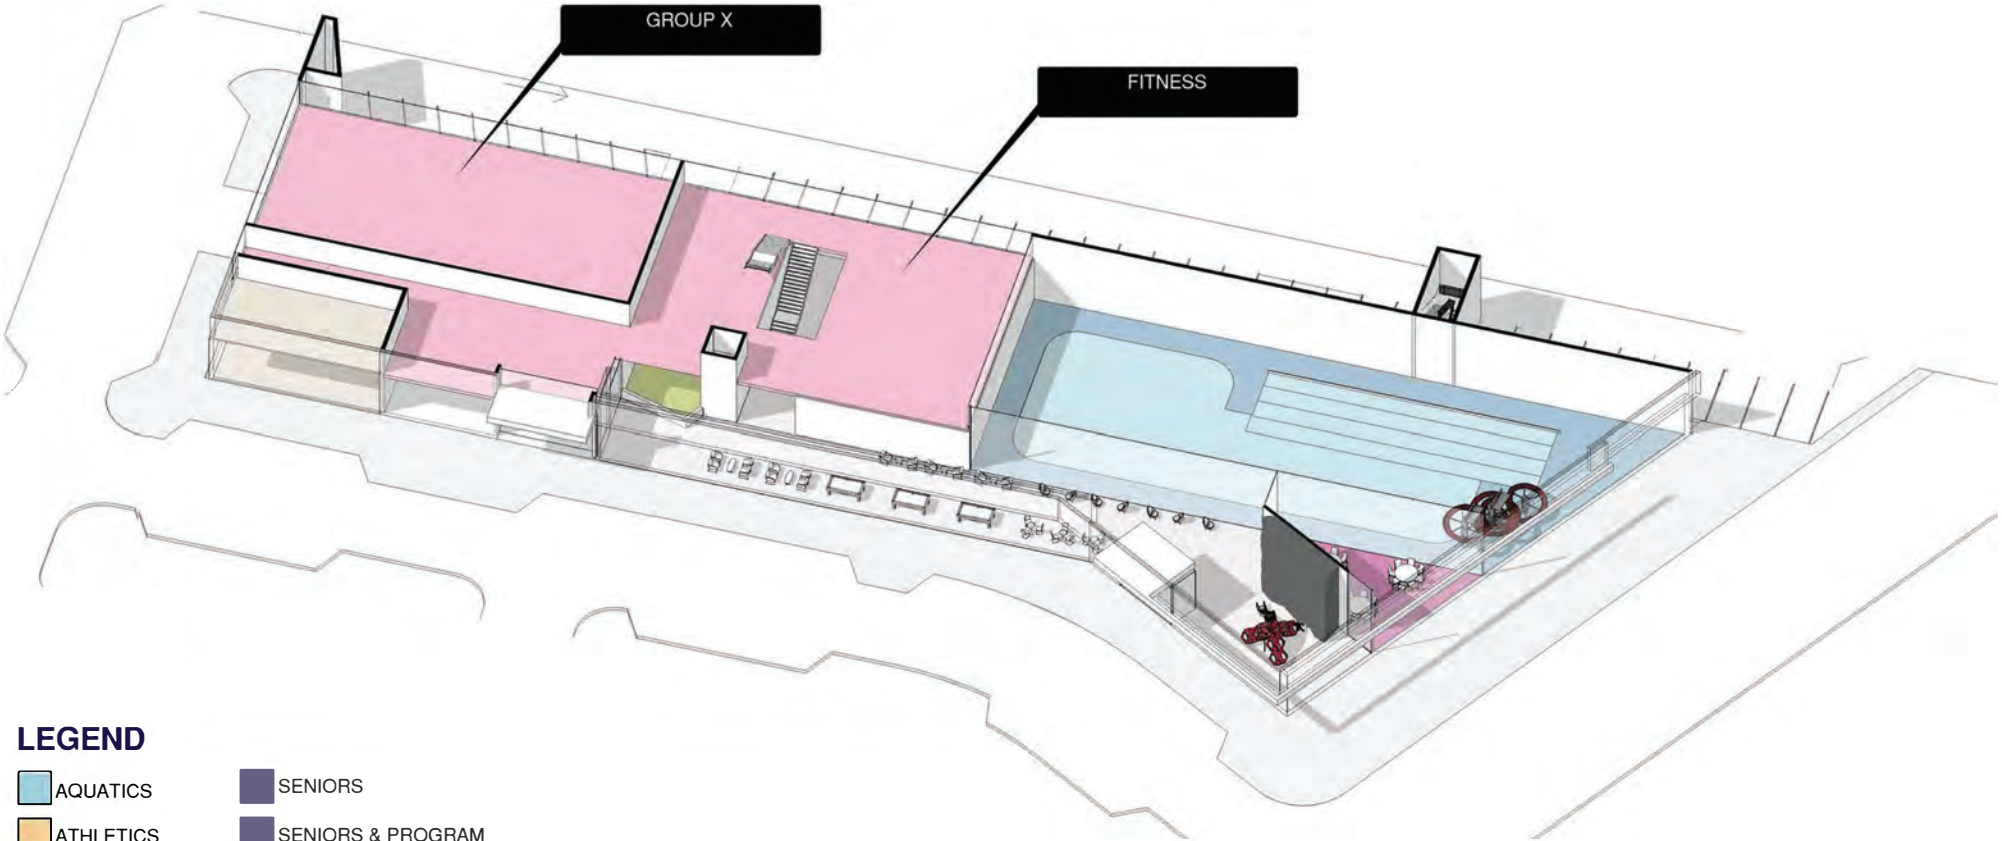 GROUP X
FITNESS
LEGEND
AQUATICS
SENIORS
ATHLETICS
SENIORS & PROGRAM